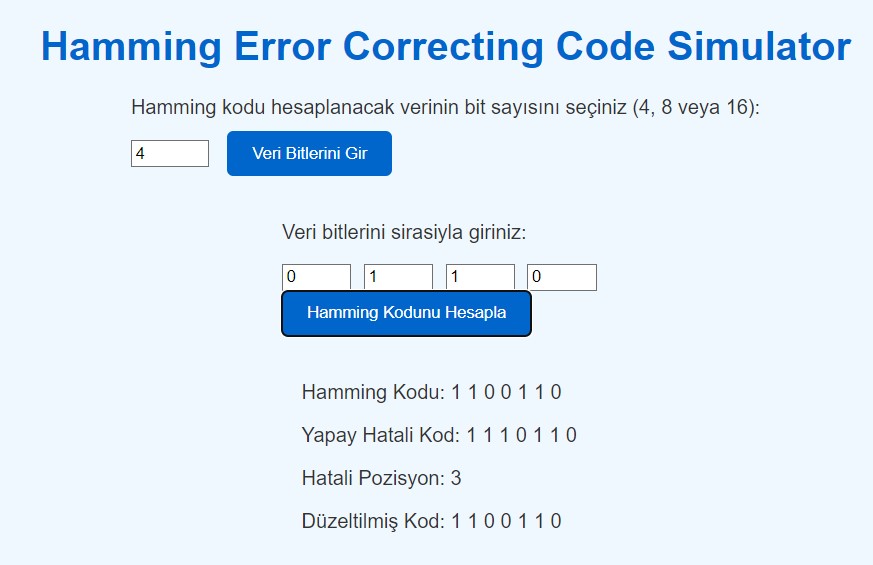 Hamming Error Correcting Code Simulator
Hamming kodu hesaplanacak verinin bit sayısını seçiniz (4, 8 veya 16):
4 Veri Bitlerini Gir
Veri bitlerini sirasiyla giriniz:
0 1 1 0
Hamming Kodunu Hesapla
Hamming Kodu: 1 1 0 0 1 1 0
Yapay Hatali Kod: 1 1 1 0 1 1 0
Hatali Pozisyon: 3
Düzeltilmiş Kod: 1 1 0 0 1 1 0